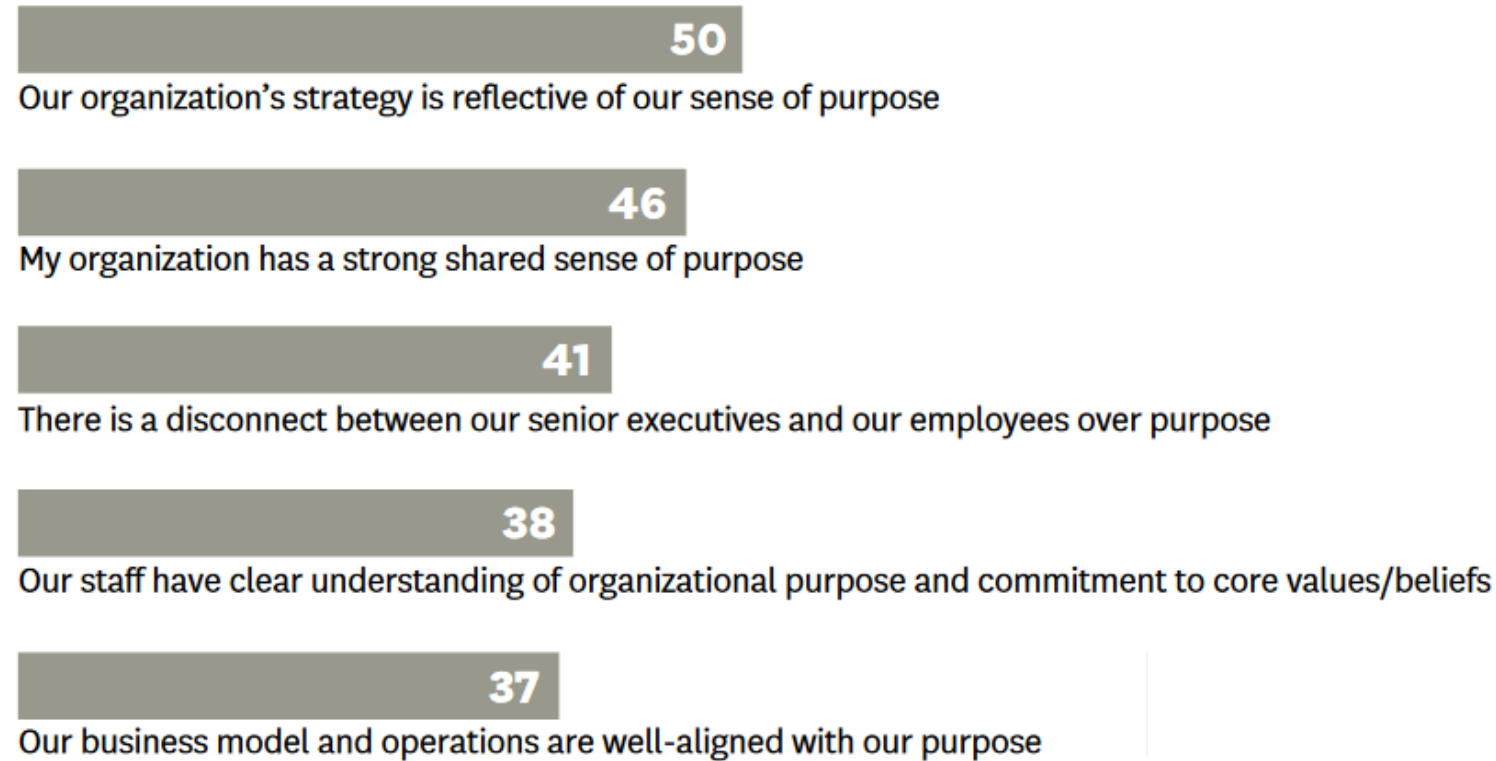 50
Our organization’s strategy is reflective of our sense of purpose
46
My organization has a strong shared sense of purpose
41
There is a disconnect between our senior executives and our employees over purpose
38
Our staff have clear understanding of organizational purpose and commitment to core values/beliefs
37
Our business model and operations are well-aligned with our purpose